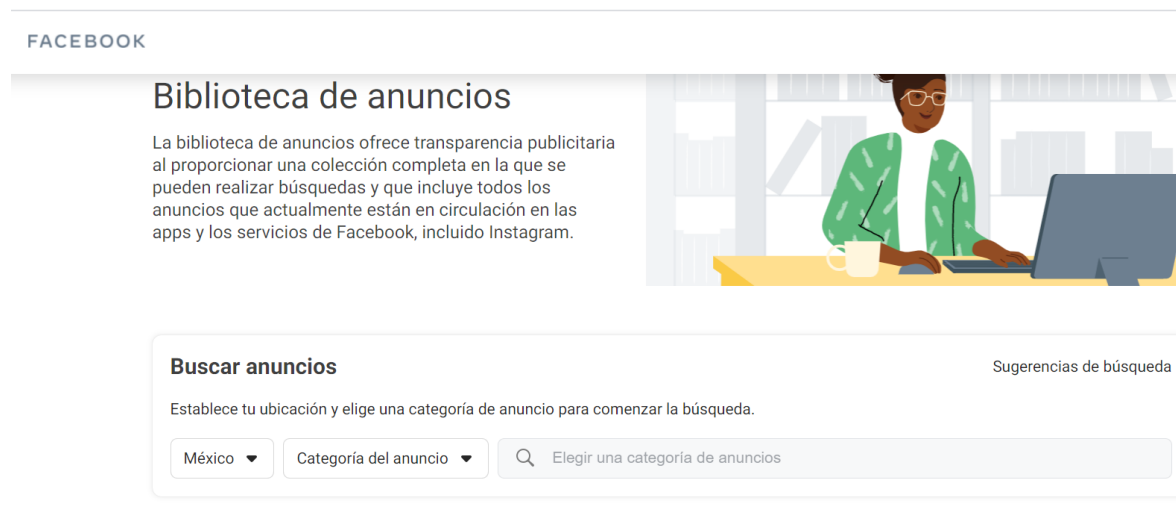 FACEBOOK
Biblioteca de anuncios
La biblioteca de anuncios ofrece transparencia publicitaria
al proporcionar una colección completa en la que se
pueden realizar búsquedas y que incluye todos los
anuncios que actualmente están en circulación en las
apps y los servicios de Facebook, incluido Instagram.
Buscar anuncios
Sugerencias de búsqueda
Establece tu ubicación y elige una categoría de anuncio para comenzar la búsqueda.
México
Categoría del anuncio
Elegir una categoría de anuncios